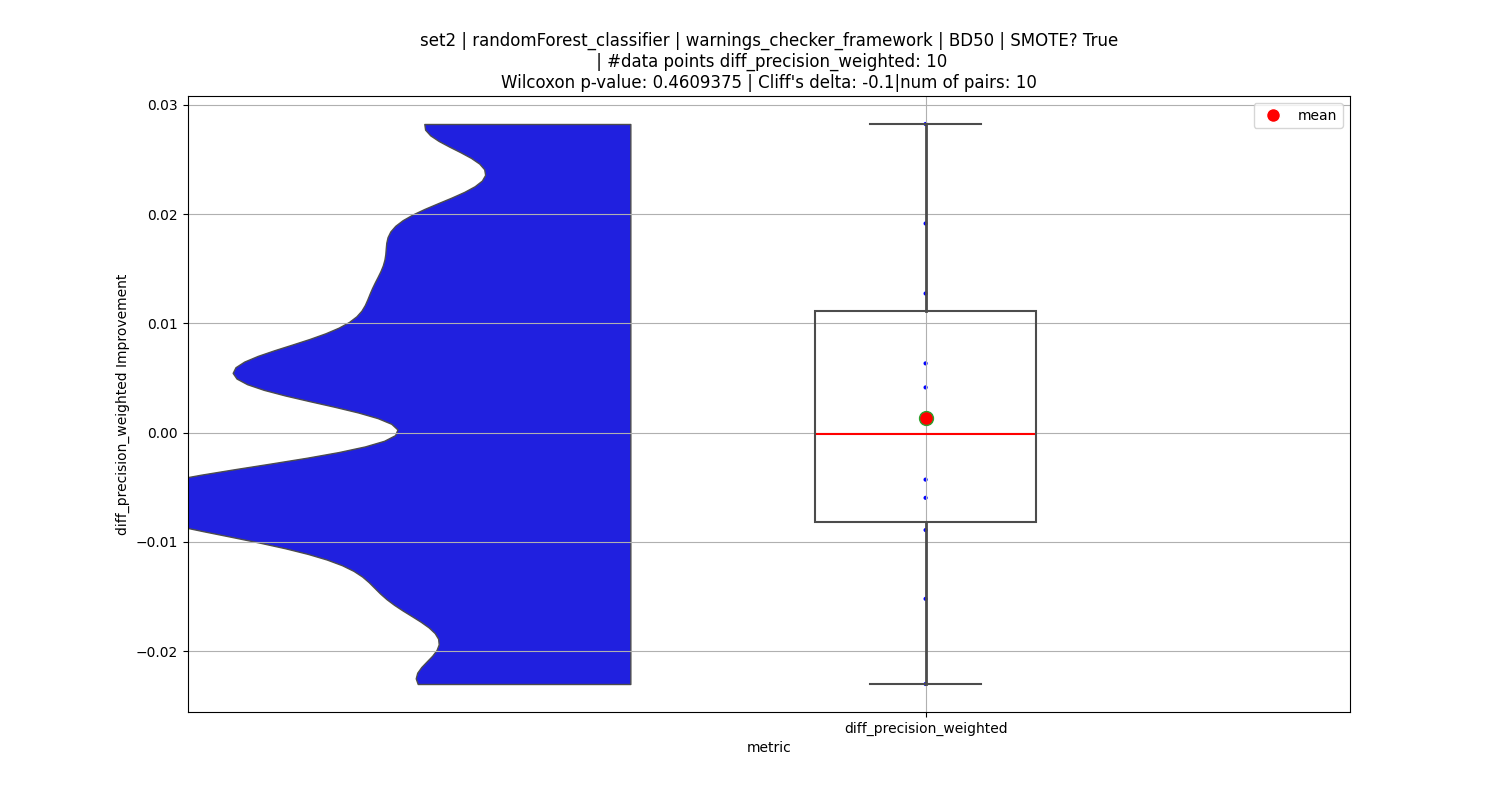 set2 | randomForest_classifier | warnings_checker_framework | BD50 | SMOTE? True
| #data points diff_precision_weighted: 10
Wilcoxon p-value: 0.4609375 | Cliff's delta: -0.1|num of pairs: 10
mean
0.03
0.02
0.01
0.00
−0.01
−0.02
diff_precision_weighted Improvement
diff_precision_weighted
metric